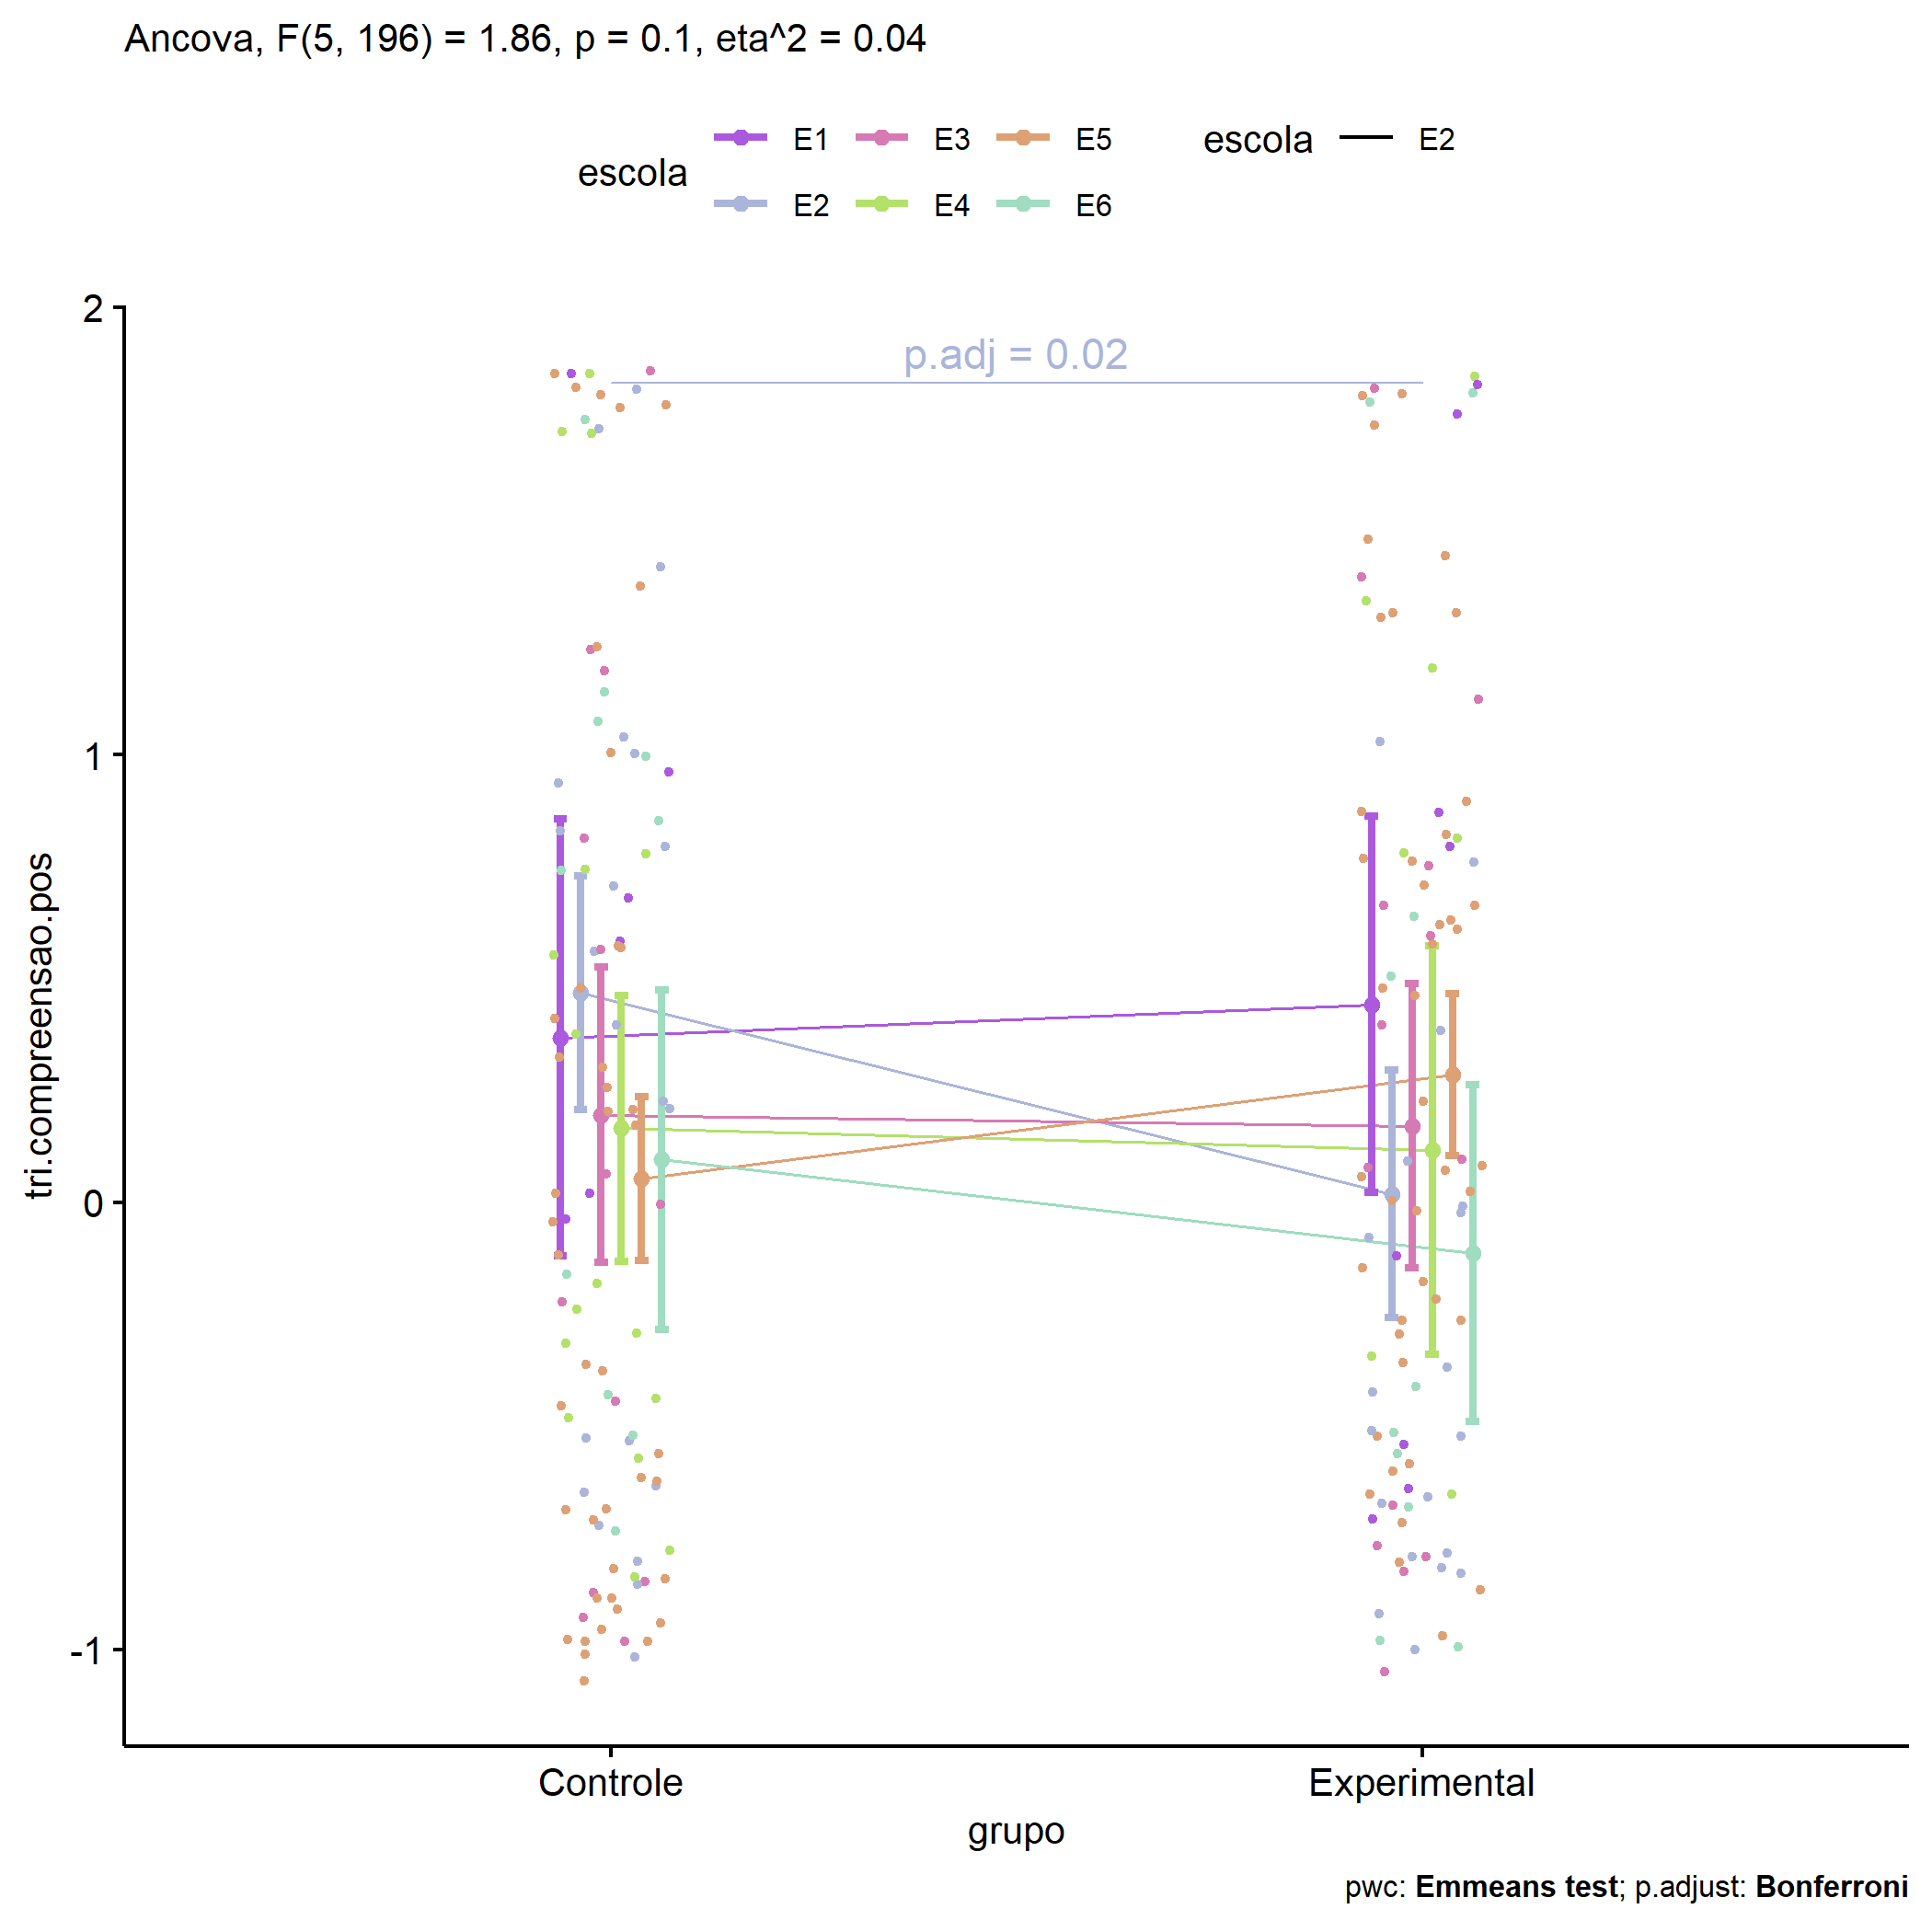 Ancova, F(5, 196) = 1.86, p = 0.1, eta^2 = 0.04
escola
E1
E3
E5
E2
E4
E6
escola
E2
2
1
0
-1
p.adj = 0.02
tri.compreensao.pos
Controle
Experimental
grupo
pwc: Emmeans test; p.adjust: Bonferroni